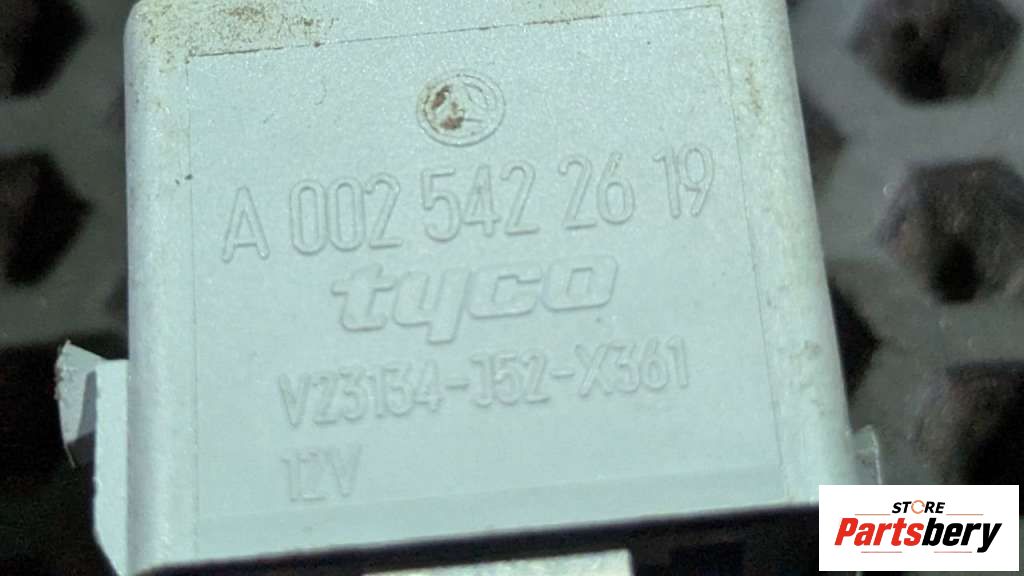 A 002 542 26 19
tyco
V23134-J52-X361
12V
STORE
Partsbery